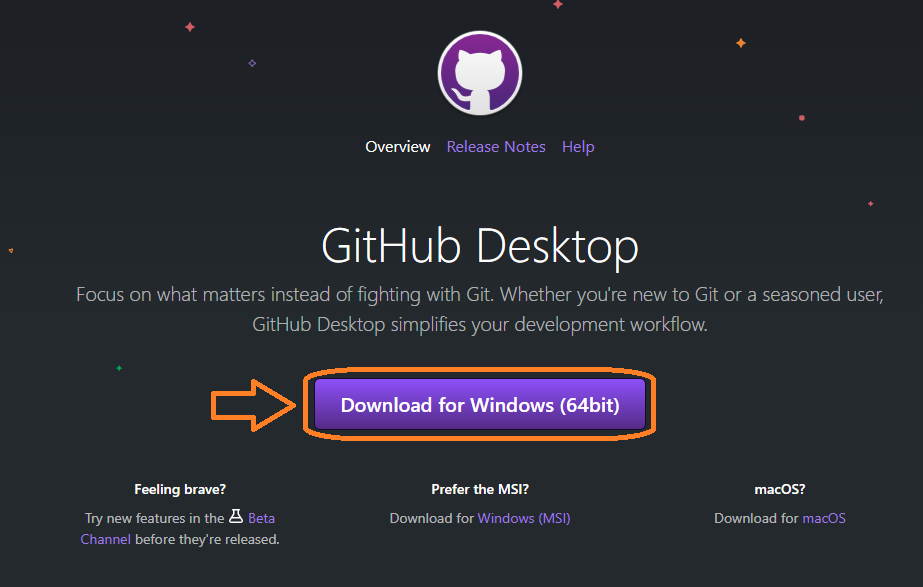 Overview Release Notes Help
GitHub Desktop
Focus on what matters instead of fighting with Git. Whether you're new to Git or a seasoned user,
GitHub Desktop simplifies your development workflow.
Download for Windows (64bit)
Feeling brave?
Try new features in the Beta
Channel before they're released.
Prefer the MSI?
Download for Windows (MSI)
macOS?
Download for macOS